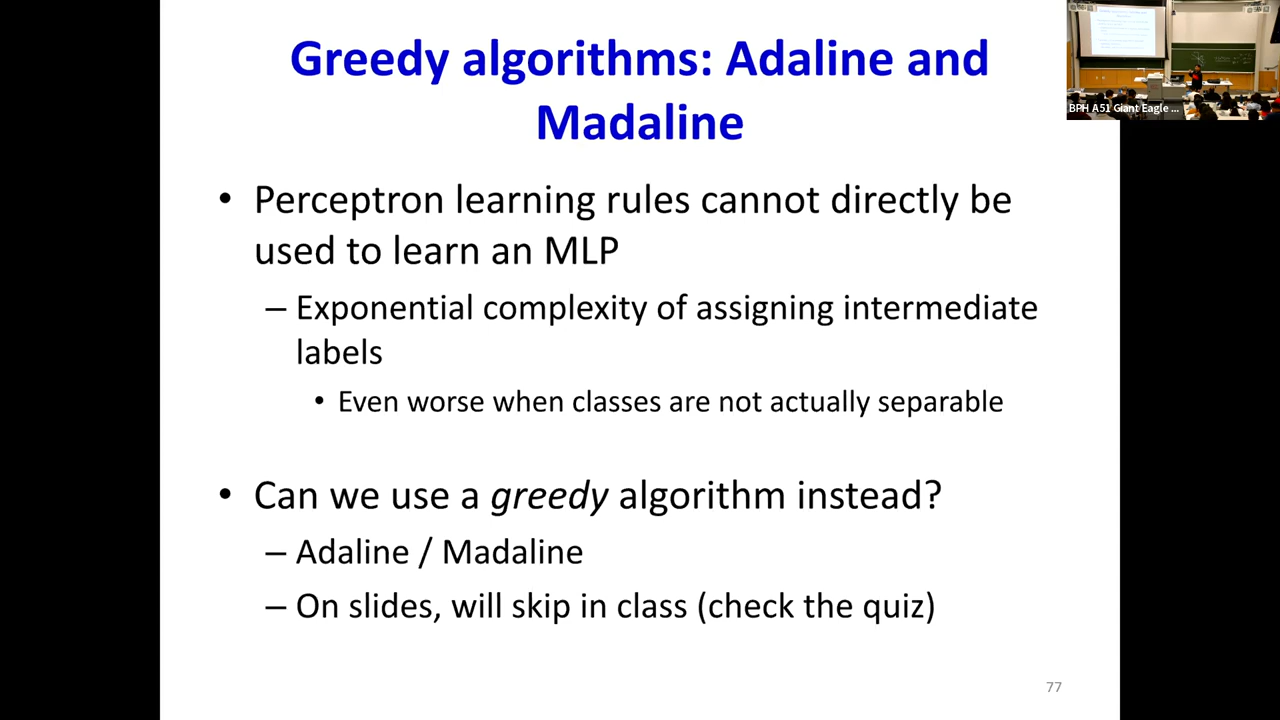 Greedy algorithms: Adaline and
Madaline
• Perceptron learning rules cannot directly be
used to learn an MLP
– Exponential complexity of assigning intermediate
labels
• Even worse when classes are not actually separable
• Can we use a greedy algorithm instead?
– Adaline / Madaline
– On slides, will skip in class (check the quiz)
77
BPH A51 Giant Eagle ...